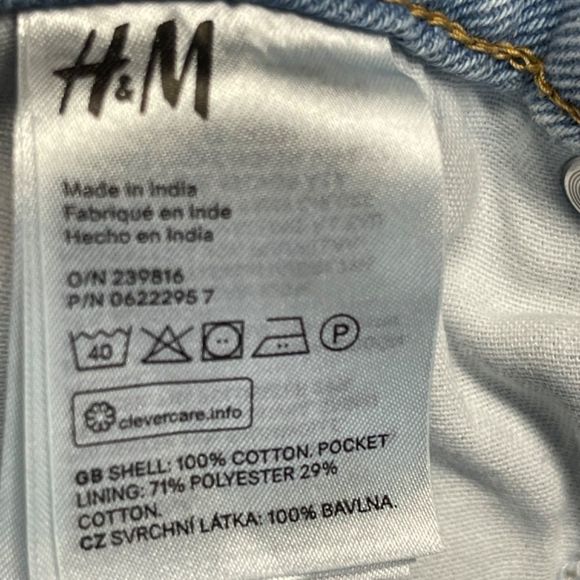 H&M
Made in India
Fabriqué en Inde
Hecho en India
O/N 239816
P/N 0622295 7
40 P
clevercare.info
GB SHELL: 100% COTTON. POCKET
LINING: 71% POLYESTER 29%
COTTON.
CZ SVRCHNÍ LÁTKA: 100% BAVLNA.